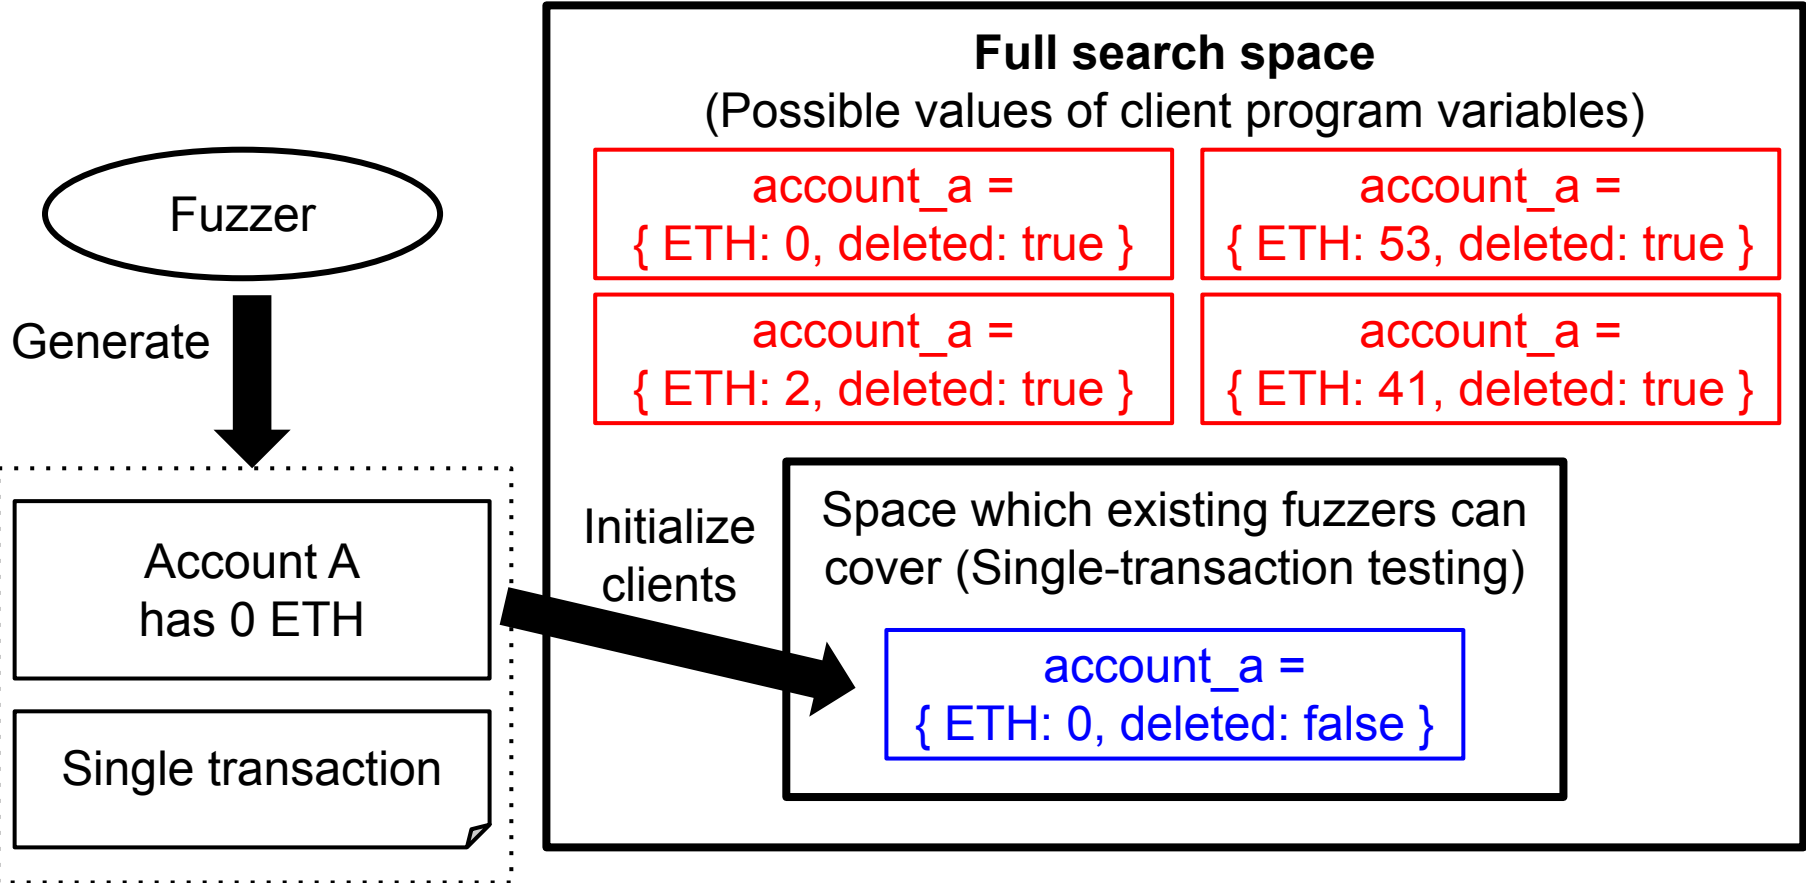 Fuzzer
Generate
Account A
has 0 ETH
Single transaction
Full search space
(Possible values of client program variables)
account_a =
{ ETH: 0, deleted: true }
account_a =
{ ETH: 53, deleted: true }
account_a =
{ ETH: 2, deleted: true }
account_a =
{ ETH: 41, deleted: true }
Initialize
clients
Space which existing fuzzers can
cover (Single-transaction testing)
account_a =
{ ETH: 0, deleted: false }